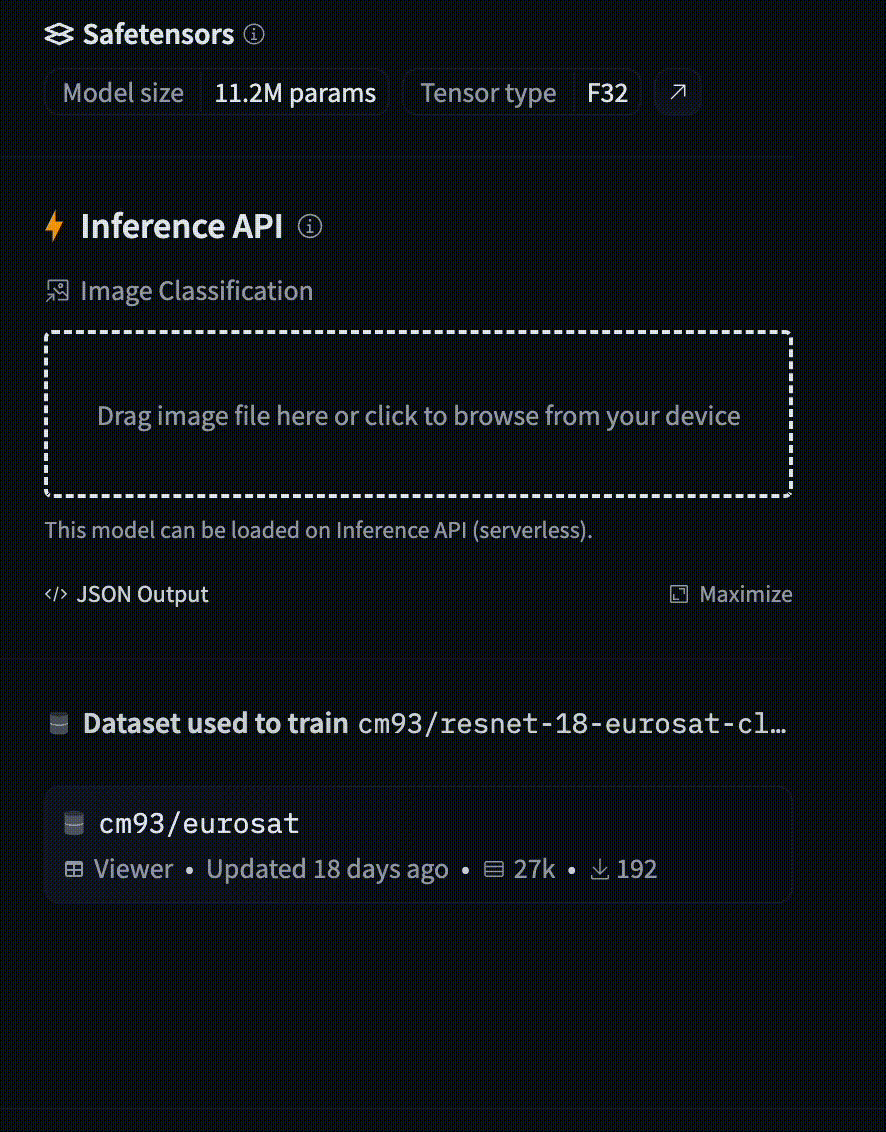 Safetensors
Model size 11.2M params Tensor type F32
Inference API
Image Classification
Drag image file here or click to browse from your device
This model can be loaded on Inference API (serverless).
</> JSON Output Maximize
Dataset used to train cm93/resnet-18-eurosat-cl…
cm93/eurosat
Viewer • Updated 18 days ago • 27k • 192